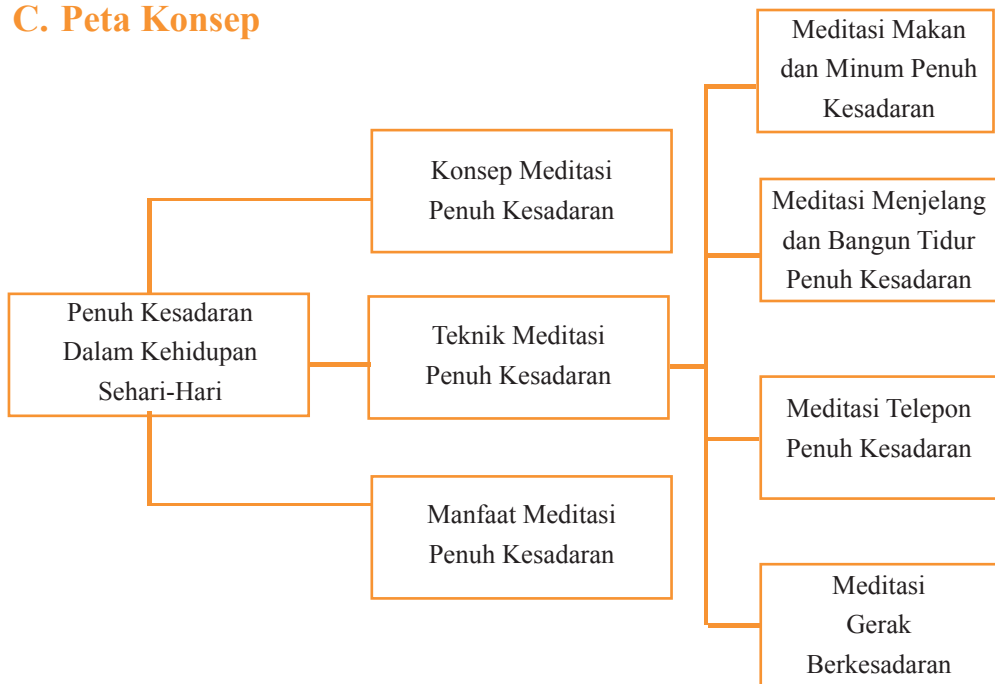 C. Peta Konsep
Penuh Kesadaran
Dalam Kehidupan
Sehari-Hari
Konsep Meditasi
Penuh Kesadaran
Teknik Meditasi
Penuh Kesadaran
Manfaat Meditasi
Penuh Kesadaran
Meditasi Makan
dan Minum Penuh
Kesadaran
Meditasi Menjelang
dan Bangun Tidur
Penuh Kesadaran
Meditasi Telepon
Penuh Kesadaran
Meditasi
Gerak
Berkesadaran